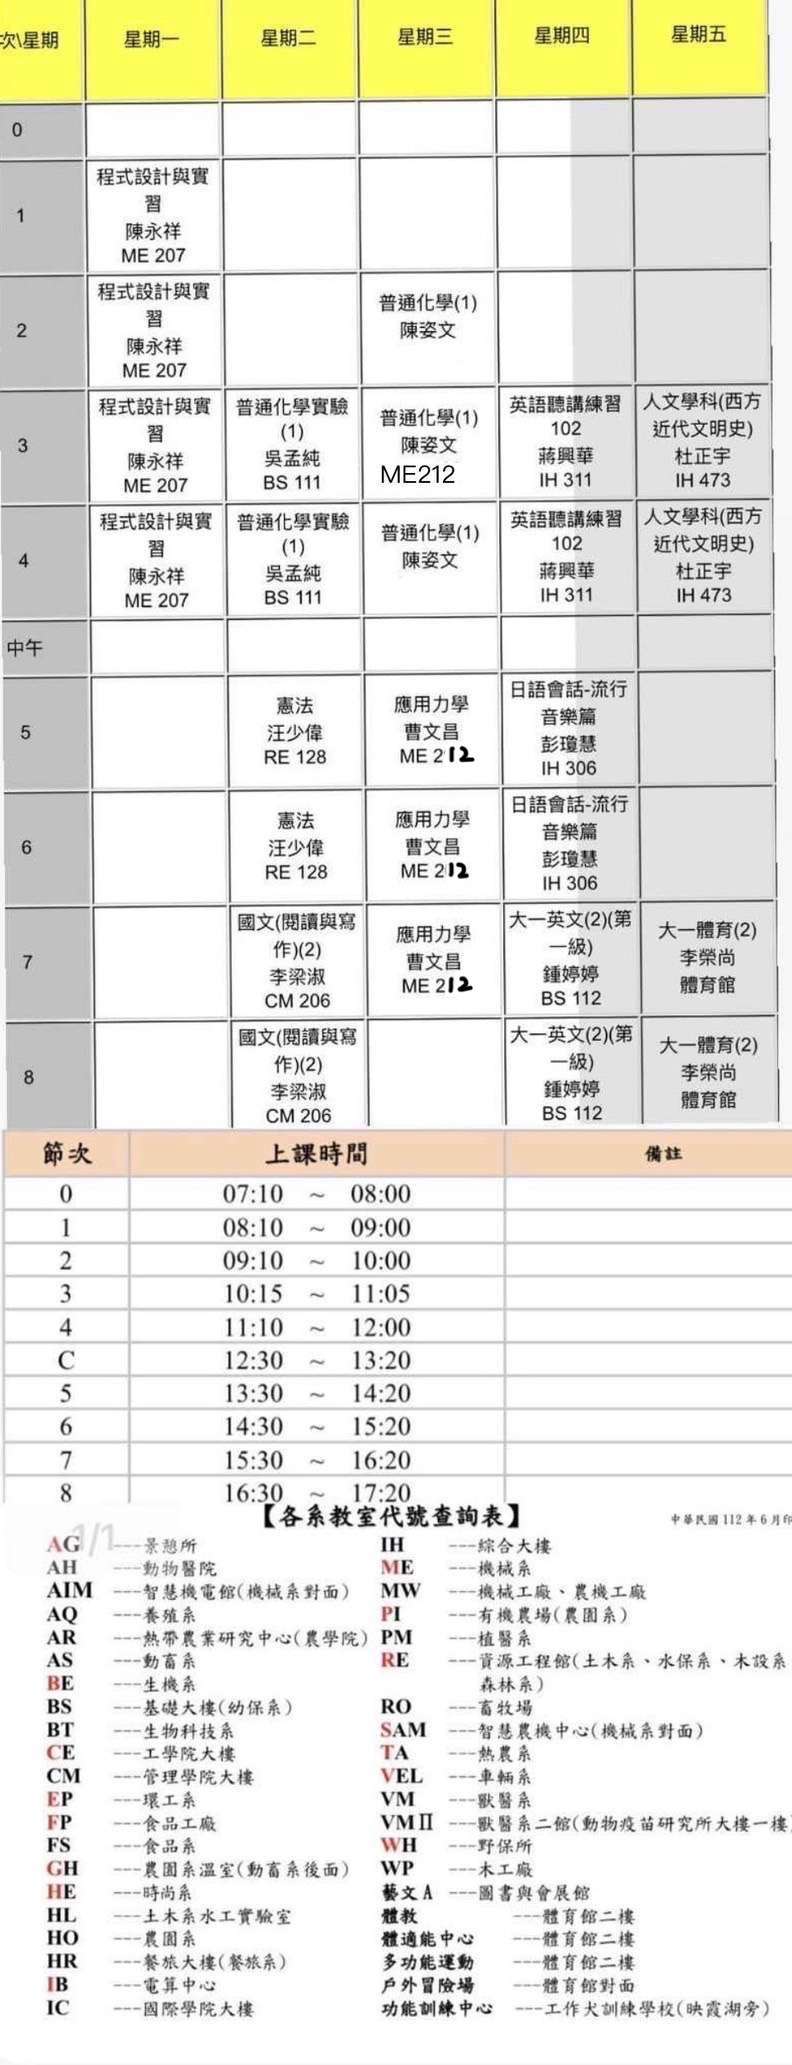 次\星期 星期一 星期二 星期三 星期四 星期五
0
1
程式設計與實
習
陳永祥
ME 207
2
程式設計與實
習
陳永祥
ME 207
普通化學(1)
陳姿文
3
程式設計與實
習
陳永祥
ME 207
普通化學實驗
(1)
吳孟純
BS 111
普通化學(1)
陳姿文
ME212
英語聽講練習
102
蔣興華
IH 311
人文學科(西方
近代文明史)
杜正宇
IH 473
4
程式設計與實
習
陳永祥
ME 207
普通化學實驗
(1)
吳孟純
BS 111
普通化學(1)
陳姿文
英語聽講練習
102
蔣興華
IH 311
人文學科(西方
近代文明史)
杜正宇
IH 473
中午
5
憲法
汪少偉
RE 128
應用力學
曹文昌
ME 212
日語會話-流行
音樂篇
彭瓊慧
IH 306
6
憲法
汪少偉
RE 128
應用力學
曹文昌
ME 212
日語會話-流行
音樂篇
彭瓊慧
IH 306
7
國文(閱讀與寫
作)(2)
李梁淑
CM 206
應用力學
曹文昌
ME 212
大一英文(2)(第
一級)
鍾婷婷
BS 112
大一體育(2)
李榮尚
體育館
8
國文(閱讀與寫
作)(2)
李梁淑
CM 206
大一英文(2)(第
一級)
鍾婷婷
BS 112
大一體育(2)
李榮尚
體育館
節次 上課時間 備註
0 07:10 ~ 08:00
1 08:10 ~ 09:00
2 09:10 ~ 10:00
3 10:15 ~ 11:05
4 11:10 ~ 12:00
C 12:30 ~ 13:20
5 13:30 ~ 14:20
6 14:30 ~ 15:20
7 15:30 ~ 16:20
8 16:30 ~ 17:20
【各系教室代號查詢表】
中華民國112年6月印
1/1
AG ---景憩所
AH ---動物醫院
AIM ---智慧機電館(機械系對面)
AQ ---養殖系
AR ---熱帶農業研究中心(農學院)
AS ---動畜系
BE ---生機系
BS ---基礎大樓(幼保系)
BT ---生物科技系
CE ---工學院大樓
CM ---管理學院大樓
EP ---環工系
FP ---食品工廠
FS ---食品系
GH ---農園系溫室(動畜系後面)
HE ---時尚系
HL ---土木系水工實驗室
HO ---農園系
HR ---餐旅大樓(餐旅系)
IB ---電算中心
IC ---國際學院大樓
IH ---綜合大樓
ME ---機械系
MW ---機械工廠、農機工廠
PI ---有機農場(農園系)
PM ---植醫系
RE ---資源工程館(土木系、水保系、木設系
森林系)
RO ---畜牧場
SAM ---智慧農機中心(機械系對面)
TA ---熱農系
VEL ---車輛系
VM ---獸醫系
VMⅡ ---獸醫系二館(動物疫苗研究所大樓一樓)
WH ---野保所
WP ---木工廠
藝文A ---圖書與會展館
體教 ---體育館二樓
體適能中心 ---體育館二樓
多功能運動 ---體育館二樓
戶外冒險場 ---體育館對面
功能訓練中心 ---工作犬訓練學校(映霞湖旁)